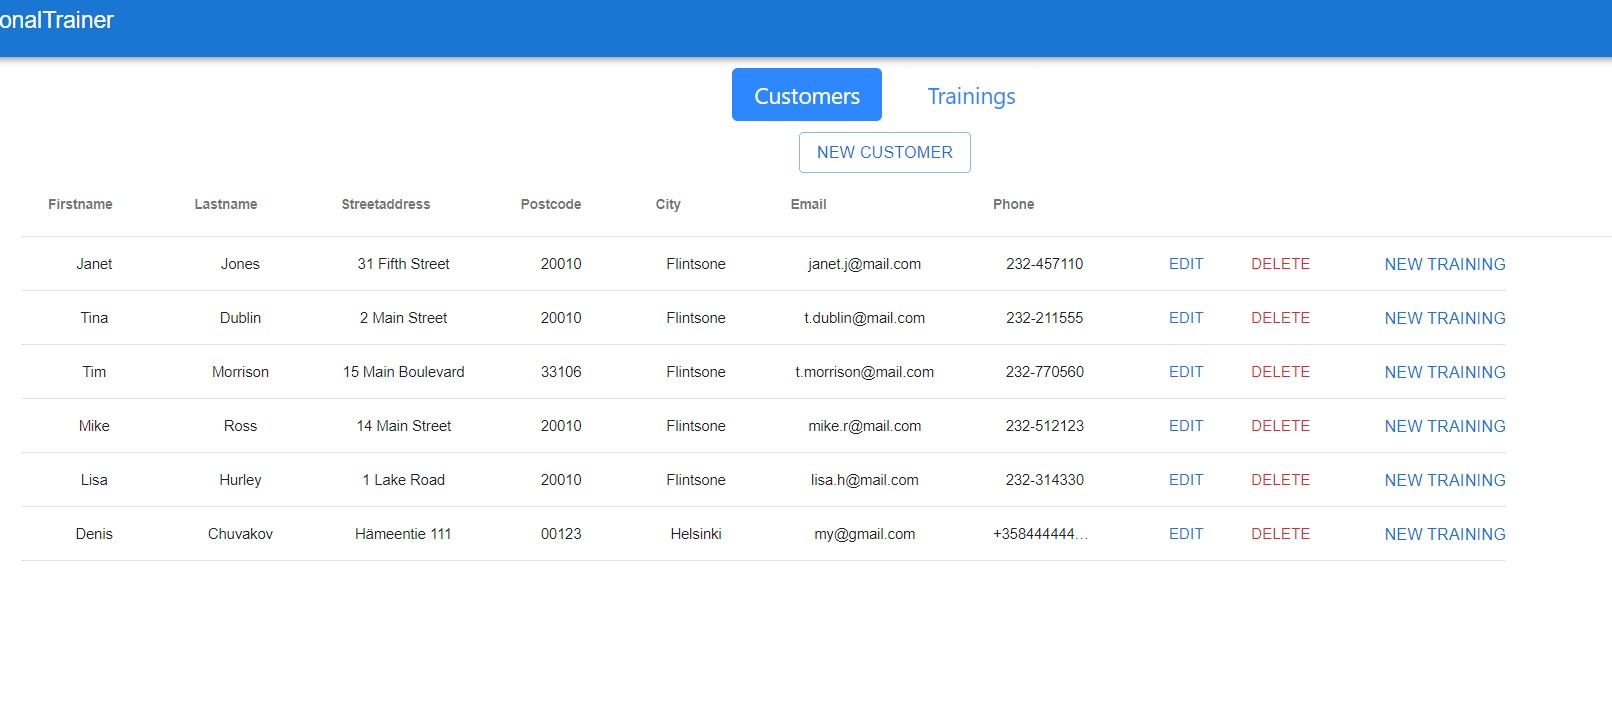 onalTrainer
Customers Trainings
NEW CUSTOMER
Firstname Lastname Streetaddress Postcode City Email Phone
Janet Jones 31 Fifth Street 20010 Flintsone janet.j@mail.com 232-457110 EDIT DELETE NEW TRAINING
Tina Dublin 2 Main Street 20010 Flintsone t.dublin@mail.com 232-211555 EDIT DELETE NEW TRAINING
Tim Morrison 15 Main Boulevard 33106 Flintsone t.morrison@mail.com 232-770560 EDIT DELETE NEW TRAINING
Mike Ross 14 Main Street 20010 Flintsone mike.r@mail.com 232-512123 EDIT DELETE NEW TRAINING
Lisa Hurley 1 Lake Road 20010 Flintsone lisa.h@mail.com 232-314330 EDIT DELETE NEW TRAINING
Denis Chuvakov Hämeentie 111 00123 Helsinki my@gmail.com +358444444... EDIT DELETE NEW TRAINING